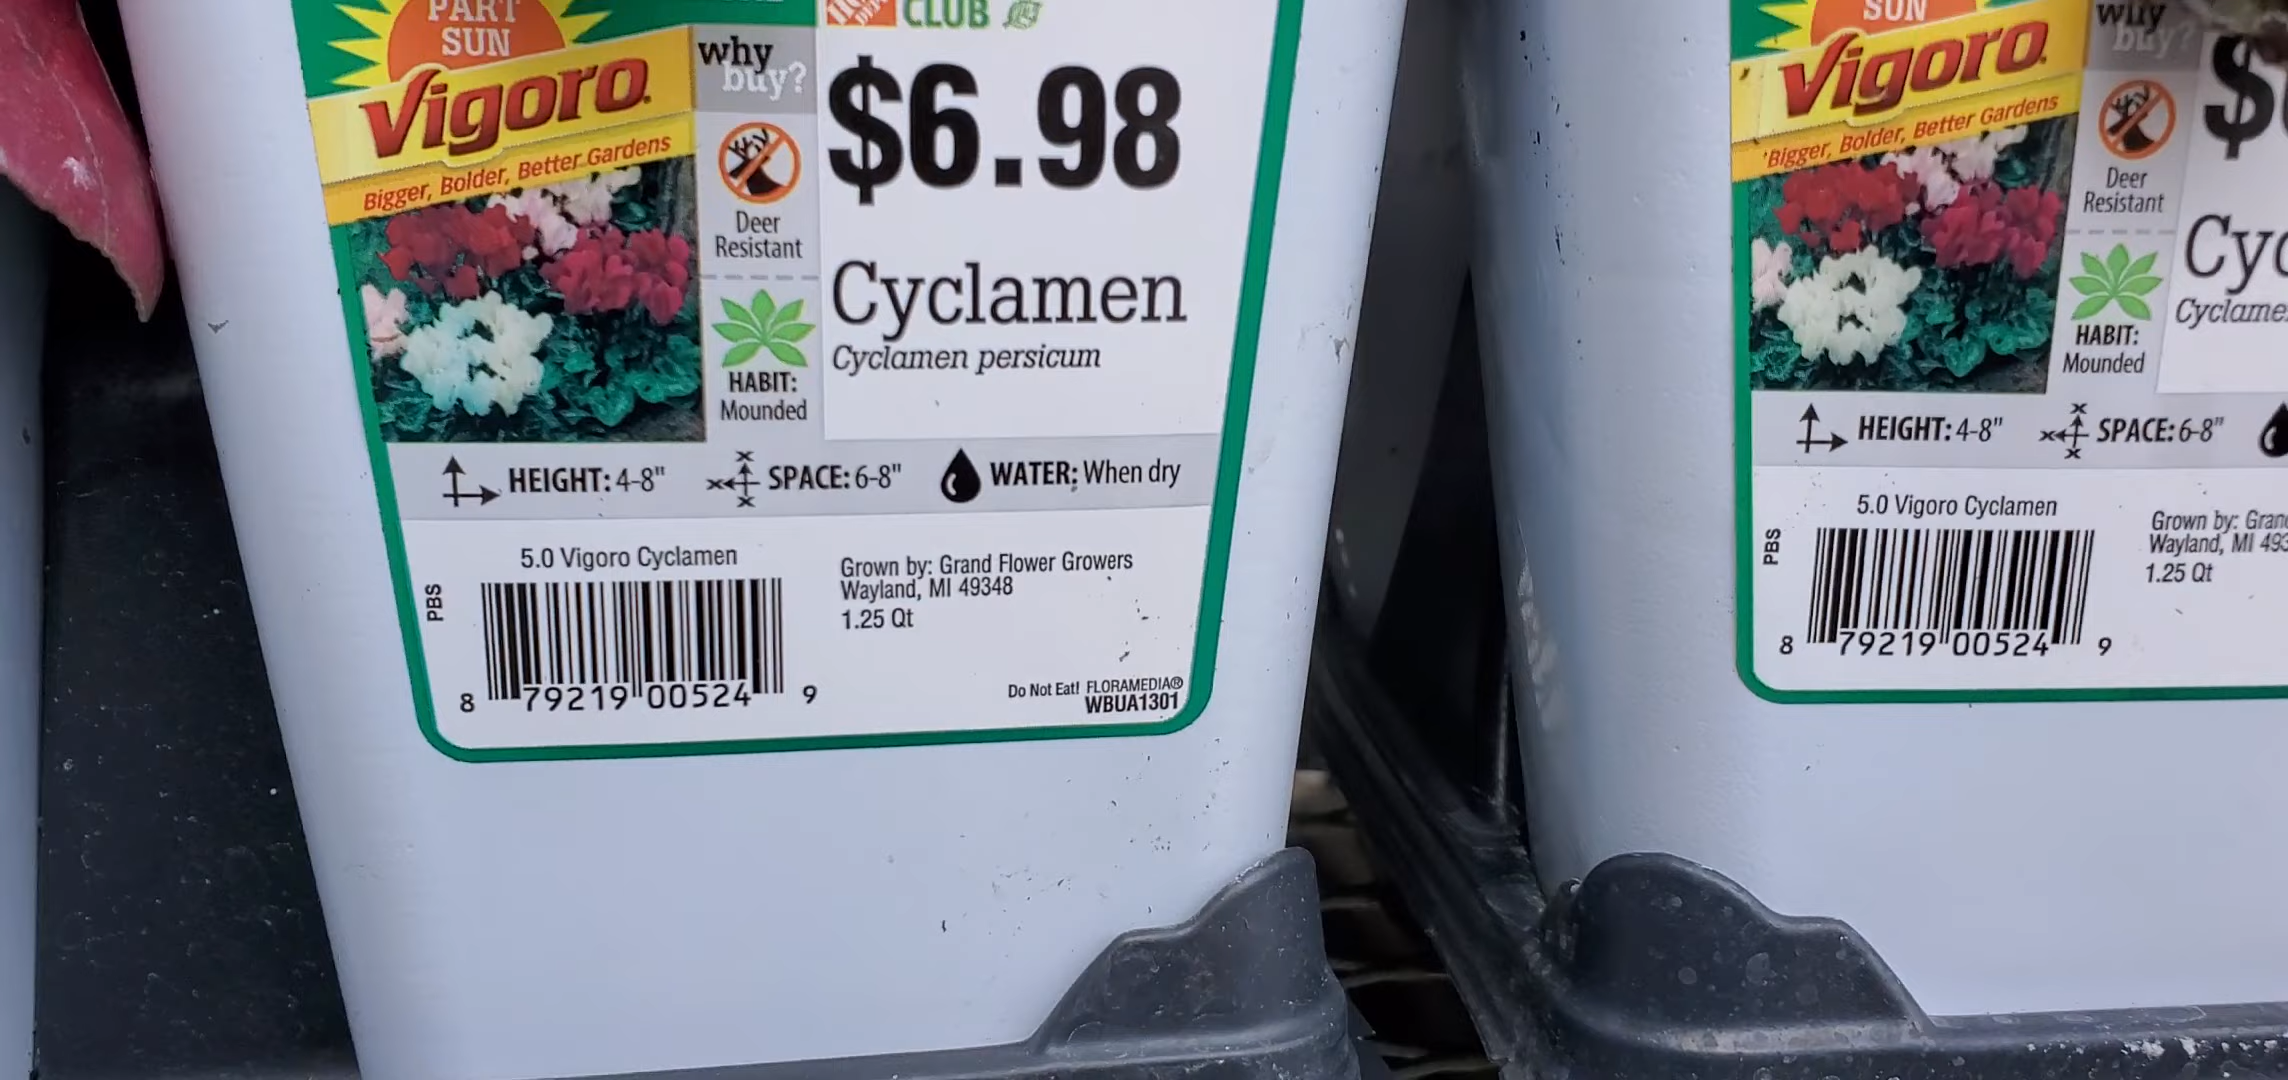 PART
SUN
Vigoro
Bigger, Bolder, Better Gardens
why
buy?
Deer
Resistant
HABIT:
Mounded
CLUB
$6.98
Cyclamen
Cyclamen persicum
HEIGHT: 4-8" SPACE: 6-8" WATER: When dry
5.0 Vigoro Cyclamen
PBS
8 79219 00524 9
Grown by: Grand Flower Growers
Wayland, MI 49348
1.25 Qt
Do Not Eat! FLORAMEDIA®
WBUA1301
SUN
Vigoro
Bigger, Bolder, Better Gardens
why
buy?
Deer
Resistant
HABIT:
Mounded
$
HEIGHT: 4-8" SPACE: 6-8"
5.0 Vigoro Cyclamen
PBS
8 79219 00524 9
Grown by:
Wayland, MI
1.25 Qt